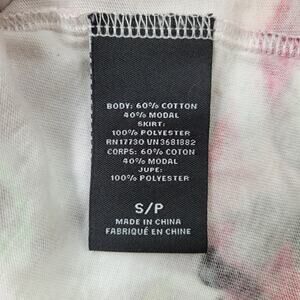 BODY: 60% COTTON
40% MODAL
SKIRT:
100% POLYESTER
RN17730 VN3681882
CORPS: 60% COTON
40% MODAL
JUPE:
100% POLYESTER
S/P
MADE IN CHINA
FABRIQUÉ EN CHINE